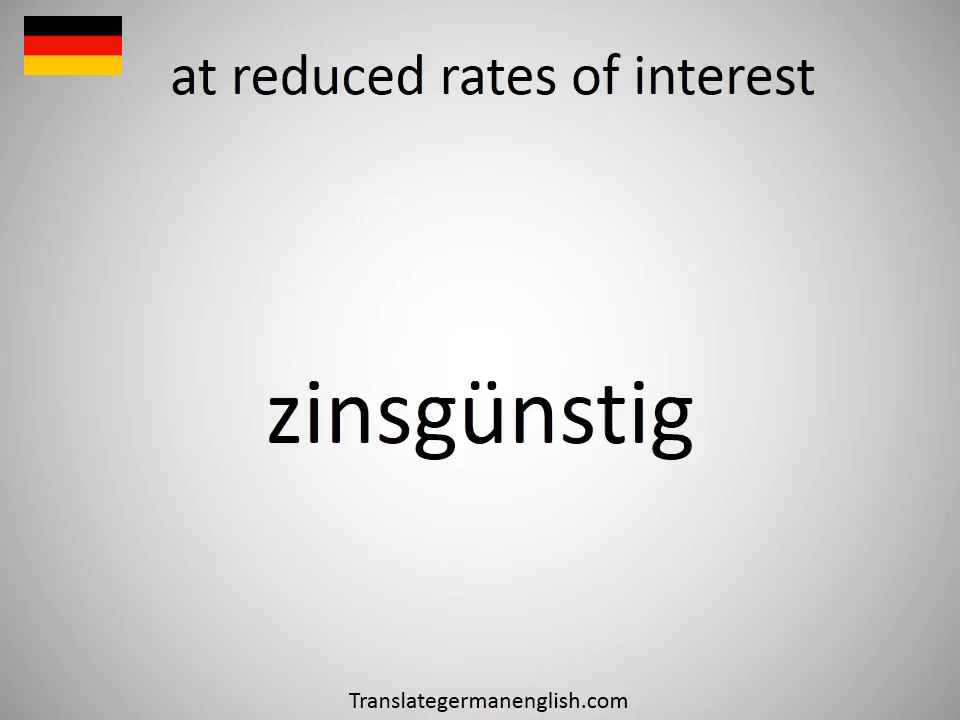 at reduced rates of interest
zinsgünstig
Translategermanenglish.com